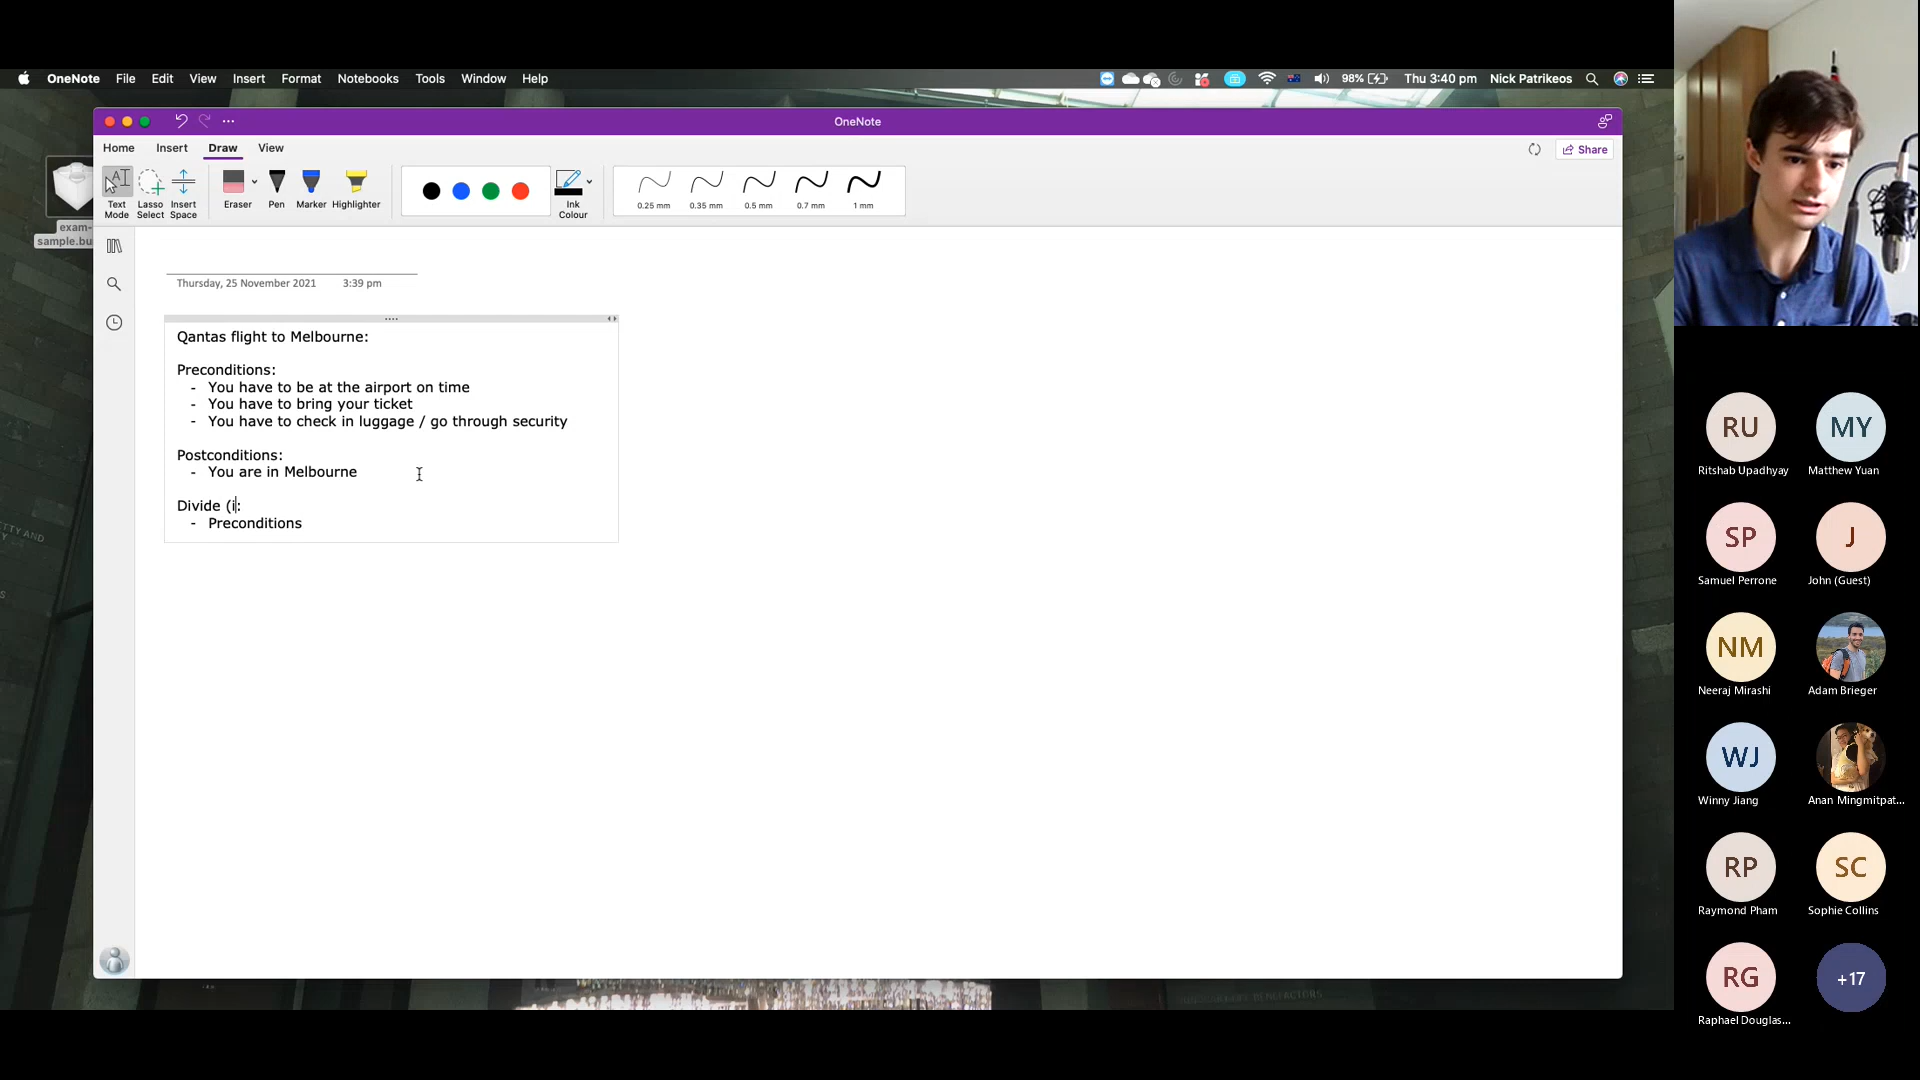 OneNote File Edit View Insert Format Notebooks Tools Window Help
98% Thu 3:40 pm Nick Patrikeos
OneNote
Home Insert Draw View
Share
Text Mode
Lasso Select
Insert Space
Eraser
Pen
Marker
Highlighter
Ink Colour
0.25 mm 0.35 mm 0.5 mm 0.7 mm 1 mm
exam-
sample.bu
Thursday, 25 November 2021 3:39 pm
Qantas flight to Melbourne:
Preconditions:
- You have to be at the airport on time
- You have to bring your ticket
- You have to check in luggage / go through security
Postconditions:
- You are in Melbourne
Divide (i:
- Preconditions
RU MY
Ritshab Upadhyay Matthew Yuan
SP J
Samuel Perrone John (Guest)
NM
Neeraj Mirashi Adam Brieger
WJ
Winny Jiang Anan Mingmitpat...
RP SC
Raymond Pham Sophie Collins
RG +17
Raphael Douglas...